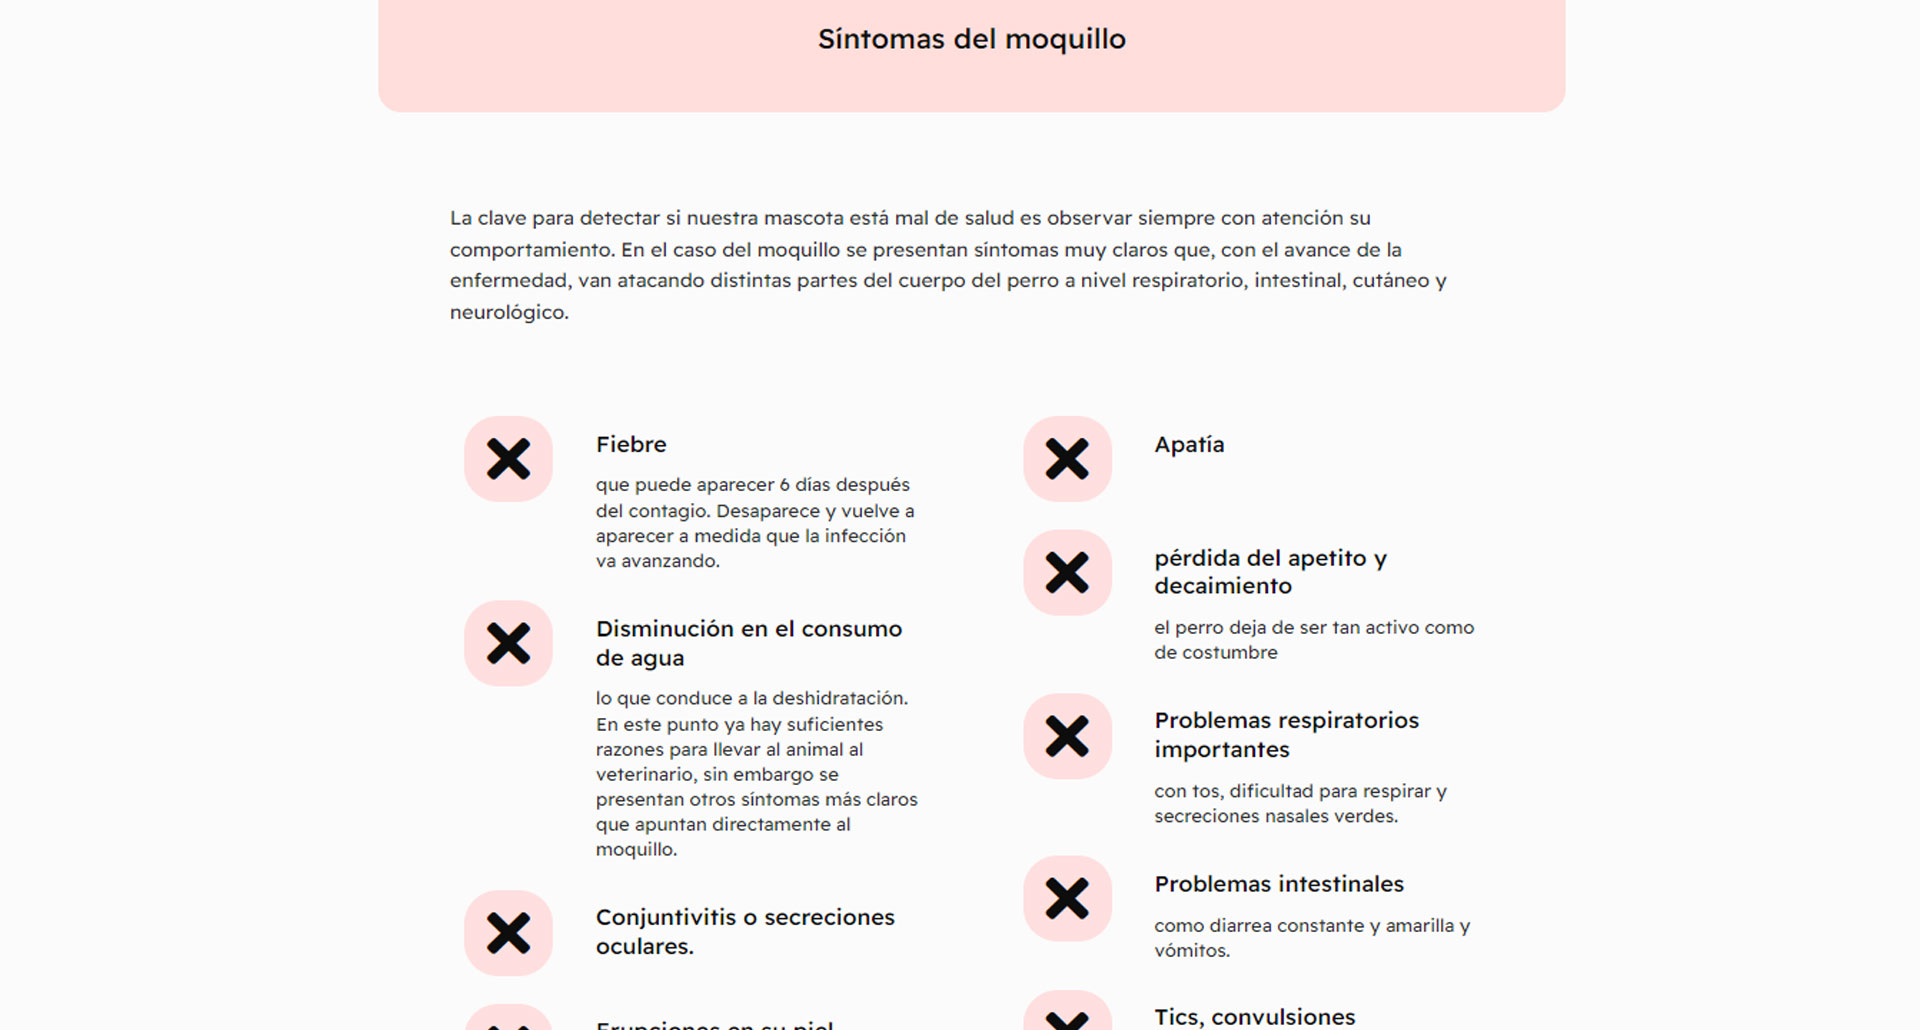 Síntomas del moquillo
La clave para detectar si nuestra mascota está mal de salud es observar siempre con atención su
comportamiento. En el caso del moquillo se presentan síntomas muy claros que, con el avance de la
enfermedad, van atacando distintas partes del cuerpo del perro a nivel respiratorio, intestinal, cutáneo y
neurológico.
Fiebre
que puede aparecer 6 días después
del contagio. Desaparece y vuelve a
aparecer a medida que la infección
va avanzando.
Disminución en el consumo
de agua
lo que conduce a la deshidratación.
En este punto ya hay suficientes
razones para llevar al animal al
veterinario, sin embargo se
presentan otros síntomas más claros
que apuntan directamente al
moquillo.
Conjuntivitis o secreciones
oculares.
Erupciones en su piel
Apatía
pérdida del apetito y
decaimiento
el perro deja de ser tan activo como
de costumbre
Problemas respiratorios
importantes
con tos, dificultad para respirar y
secreciones nasales verdes.
Problemas intestinales
como diarrea constante y amarilla y
vómitos.
Tics, convulsiones